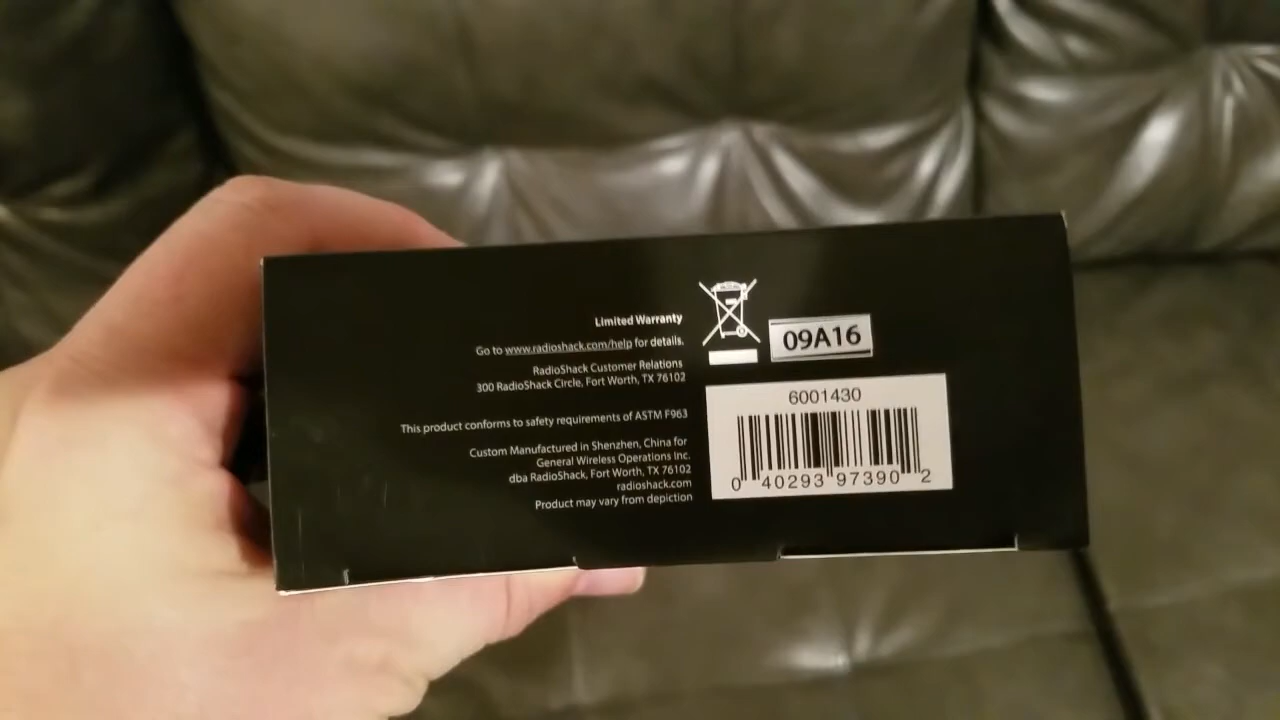 Limited Warranty
Go to www.radioshack.com/help for details.
RadioShack Customer Relations
300 RadioShack Circle, Fort Worth, TX 76102
This product conforms to safety requirements of ASTM F963
Custom Manufactured in Shenzhen, China for
General Wireless Operations Inc.
dba RadioShack, Fort Worth, TX 76102
radioshack.com
Product may vary from depiction
09A16
6001430
0 40293 97390 2